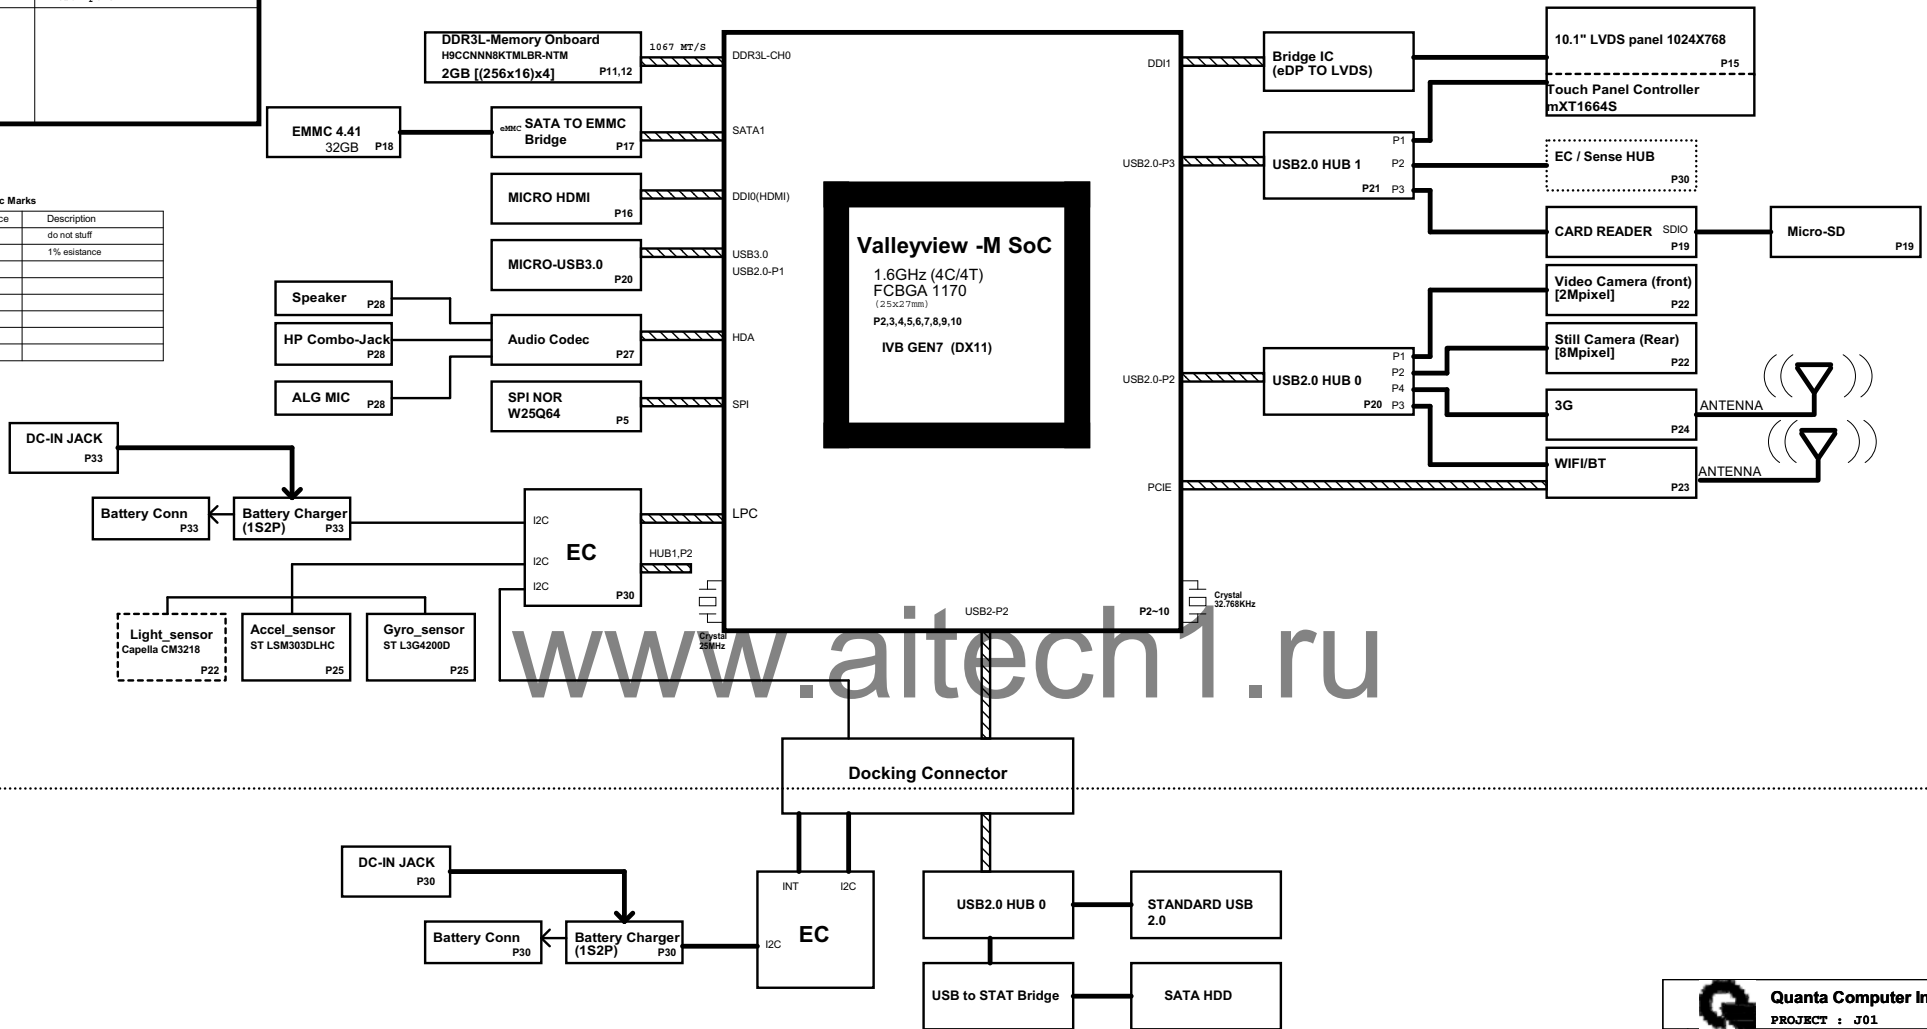 DDR3L-Memory Onboard
H9CCNNN8KTMLBR-NTM
2GB [(256x16)x4]
P11,12
1067 MT/S
DDR3L-CH0
DDI1
Bridge IC
(eDP TO LVDS)
10.1" LVDS panel 1024X768
P15
Touch Panel Controller
mXT1664S
EMMC 4.41
32GB P18
eMMC SATA TO EMMC
Bridge
P17
SATA1
USB2.0-P3
USB2.0 HUB 1
P21
P1
P2
P3
EC / Sense HUB
P30
MICRO HDMI
P16
DDI0(HDMI)
c Marks
ce Description
do not stuff
1% esistance
Valleyview -M SoC
1.6GHz (4C/4T)
FCBGA 1170
(25x27mm)
P2,3,4,5,6,7,8,9,10
IVB GEN7 (DX11)
CARD READER SDIO
P19
Micro-SD
P19
MICRO-USB3.0
P20
USB3.0
USB2.0-P1
Video Camera (front)
[2Mpixel]
P22
Speaker
P28
HP Combo-Jack
P28
ALG MIC
P28
Audio Codec
P27
HDA
Still Camera (Rear)
[8Mpixel]
P22
USB2.0-P2
USB2.0 HUB 0
P20
P1
P2
P4
P3
SPI NOR
W25Q64
P5
SPI
3G
P24
ANTENNA
WIFI/BT
P23
ANTENNA
PCIE
DC-IN JACK
P33
Battery Conn
P33
Battery Charger
(1S2P) P33
I2C
I2C
I2C
EC
P30
LPC
HUB1,P2
Crystal
25MHz
USB2-P2
P2~10
Crystal
32.768KHz
Light_sensor
Capella CM3218
P22
Accel_sensor
ST LSM303DLHC
P25
Gyro_sensor
ST L3G4200D
P25
www.aitech1.ru
Docking Connector
DC-IN JACK
P30
Battery Conn
P30
Battery Charger
(1S2P) P30
INT I2C
I2C
EC
USB2.0 HUB 0
STANDARD USB
2.0
USB to STAT Bridge
SATA HDD
Quanta Computer In
PROJECT : J01